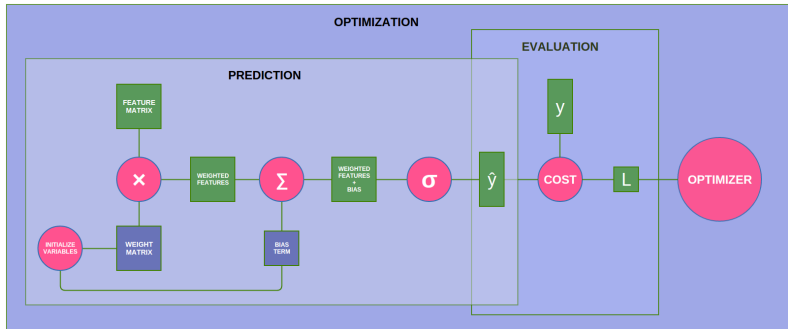 OPTIMIZATION
EVALUATION
PREDICTION
FEATURE
MATRIX
y
×
WEIGHTED
FEATURES
Σ
WEIGHTED
FEATURES
+
BIAS
σ
ŷ
COST
L
OPTIMIZER
INITIALIZE
VARIABLES
WEIGHT
MATRIX
BIAS
TERM